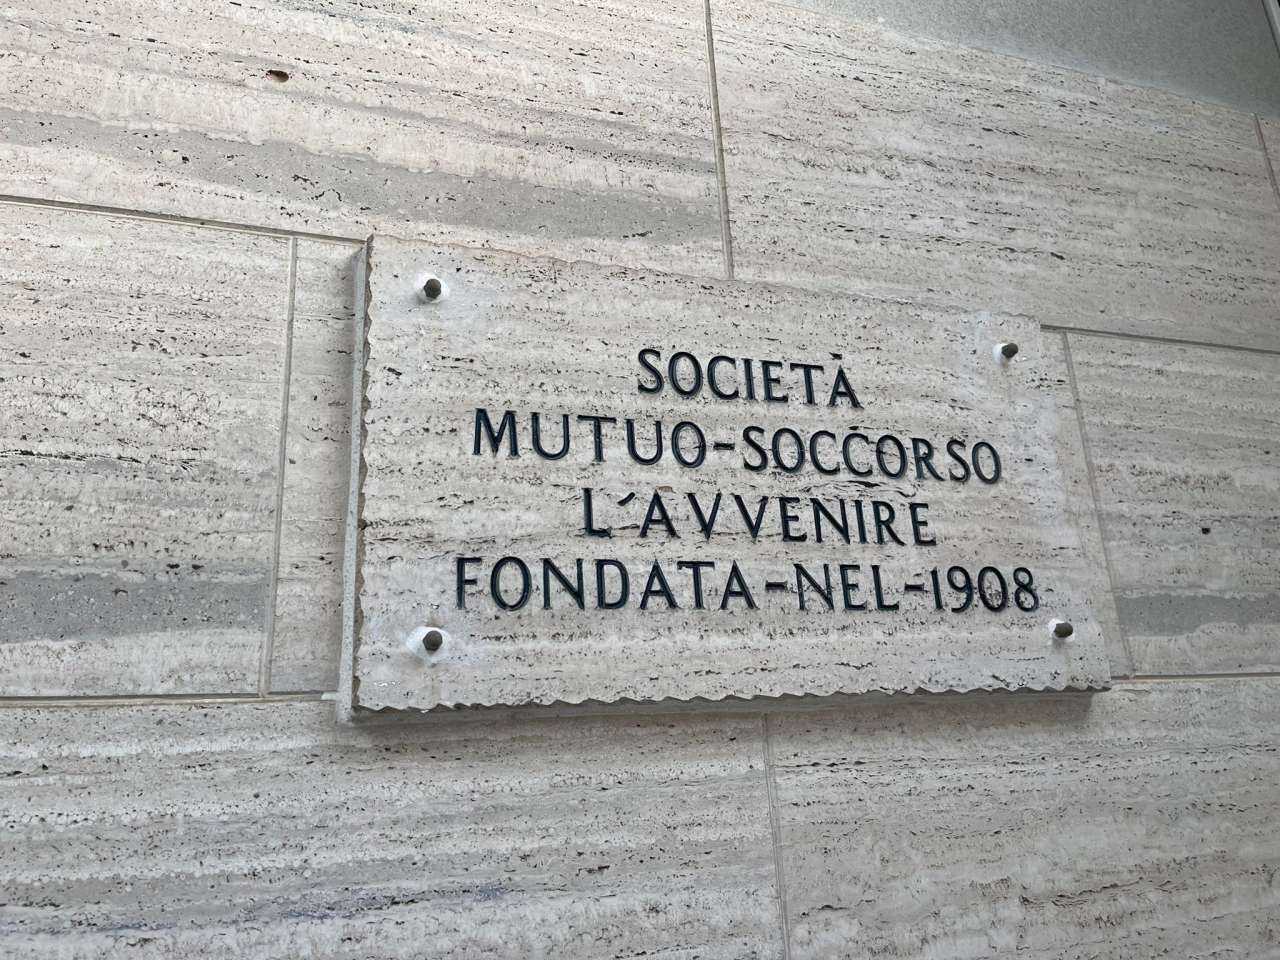 SOCIETÀ
MUTUO-SOCCORSO
L'AVVENIRE
FONDATA-NEL-1908